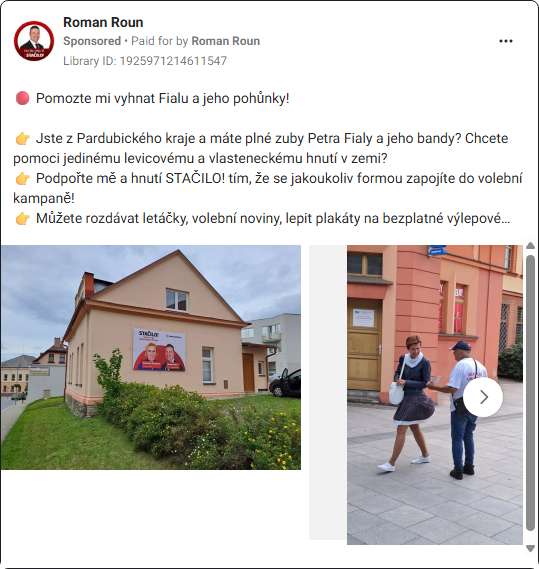 Roman Roun
Sponsored • Paid for by Roman Roun
Library ID: 1925971214611547
🔴 Pomozte mi vyhnat Fialu a jeho pohůnky!
👉 Jste z Pardubického kraje a máte plné zuby Petra Fialy a jeho bandy? Chcete
pomoci jedinému levicovému a vlasteneckému hnutí v zemi?
👉 Podpořte mě a hnutí STAČILO! tím, že se jakoukoliv formou zapojíte do volební
kampaně!
👉 Můžete rozdávat letáčky, volební noviny, lepit plakáty na bezplatné výlepové…
STAČILO!